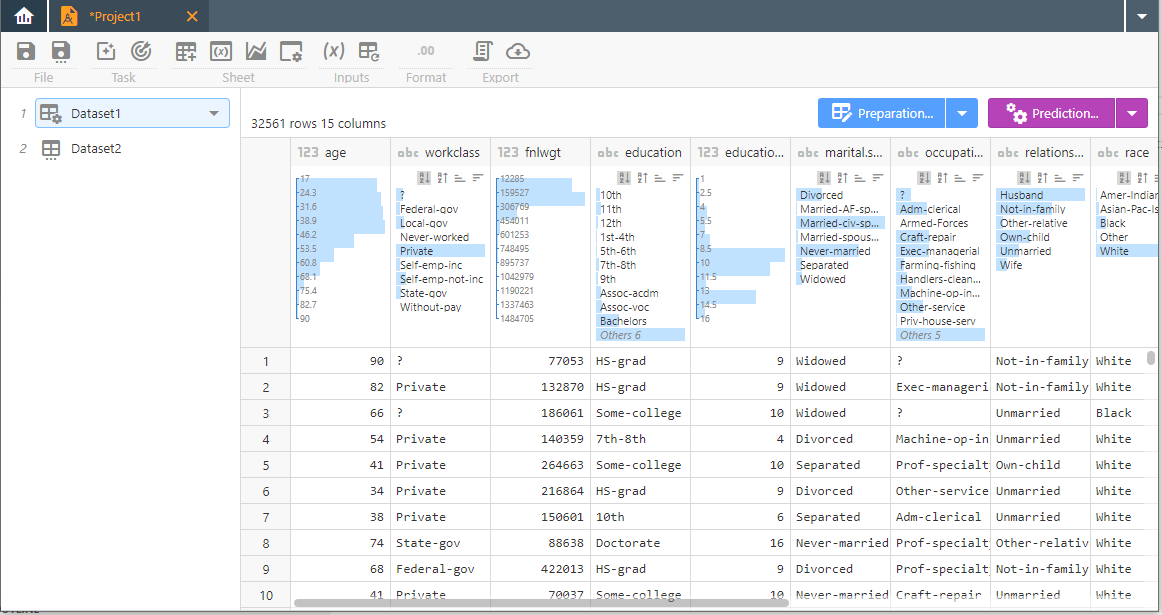 *Project1
(x)
(x)
.00
File Task Sheet Inputs Format Export
1 Dataset1
2 Dataset2
32561 rows 15 columns
Preparation...
Prediction...
123 age abc workclass 123 fnlwgt abc education 123 educatio... abc marital.s... abc occupati... abc relations... abc race
17
24.3
31.6
38.9
46.2
53.5
60.8
68.1
75.4
82.7
90
?
Federal-gov
Local-gov
Never-worked
Private
Self-emp-inc
Self-emp-not-inc
State-gov
Without-pay
12285
159527
306769
454011
601253
748495
895737
1042979
1190221
1337463
1484705
10th
11th
12th
1st-4th
5th-6th
7th-8th
9th
Assoc-acdm
Assoc-voc
Bachelors
Others 6
1
2.5
4
5.5
7
8.5
10
11.5
13
14.5
16
Divorced
Married-AF-sp...
Married-civ-sp...
Married-spous...
Never-married
Separated
Widowed
?
Adm-clerical
Armed-Forces
Craft-repair
Exec-managerial
Farming-fishing
Handlers-clean...
Machine-op-in...
Other-service
Priv-house-serv
Others 5
Husband
Not-in-family
Other-relative
Own-child
Unmarried
Wife
Amer-Indian
Asian-Pac-Is
Black
Other
White
1 90 ? 77053 HS-grad 9 Widowed ? Not-in-family White
2 82 Private 132870 HS-grad 9 Widowed Exec-manageri Not-in-family White
3 66 ? 186061 Some-college 10 Widowed ? Unmarried Black
4 54 Private 140359 7th-8th 4 Divorced Machine-op-in Unmarried White
5 41 Private 264663 Some-college 10 Separated Prof-specialt Own-child White
6 34 Private 216864 HS-grad 9 Divorced Other-service Unmarried White
7 38 Private 150601 10th 6 Separated Adm-clerical Unmarried White
8 74 State-gov 88638 Doctorate 16 Never-married Prof-specialt Other-relativ White
9 68 Federal-gov 422013 HS-grad 9 Divorced Prof-specialt Not-in-family White
10 41 Private 70037 Some-college 10 Never-married Craft-repair Unmarried White